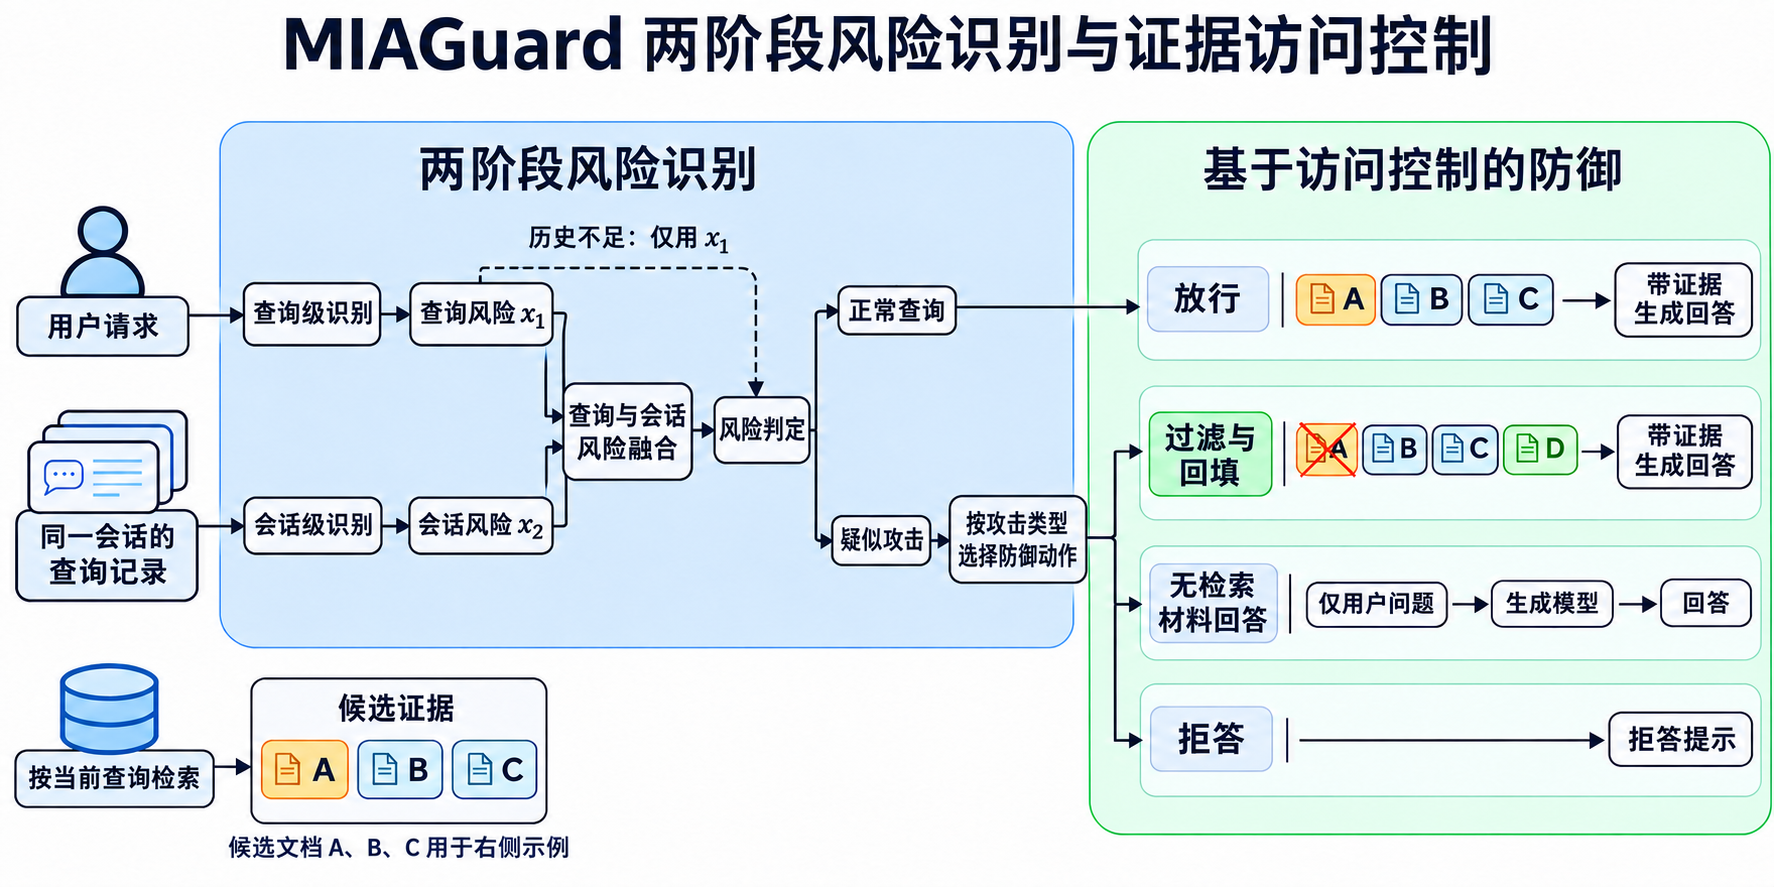 MIAGuard 两阶段风险识别与证据访问控制
两阶段风险识别
历史不足：仅用 x₁
用户请求
查询级识别
查询风险 x₁
同一会话的
查询记录
会话级识别
会话风险 x₂
查询与会话
风险融合
风险判定
正常查询
疑似攻击
按攻击类型
选择防御动作
按当前查询检索
候选证据
A
B
C
候选文档 A、B、C 用于右侧示例
基于访问控制的防御
放行
A
B
C
带证据
生成回答
过滤与
回填
A
B
C
D
带证据
生成回答
无检索
材料回答
仅用户问题
生成模型
回答
拒答
拒答提示